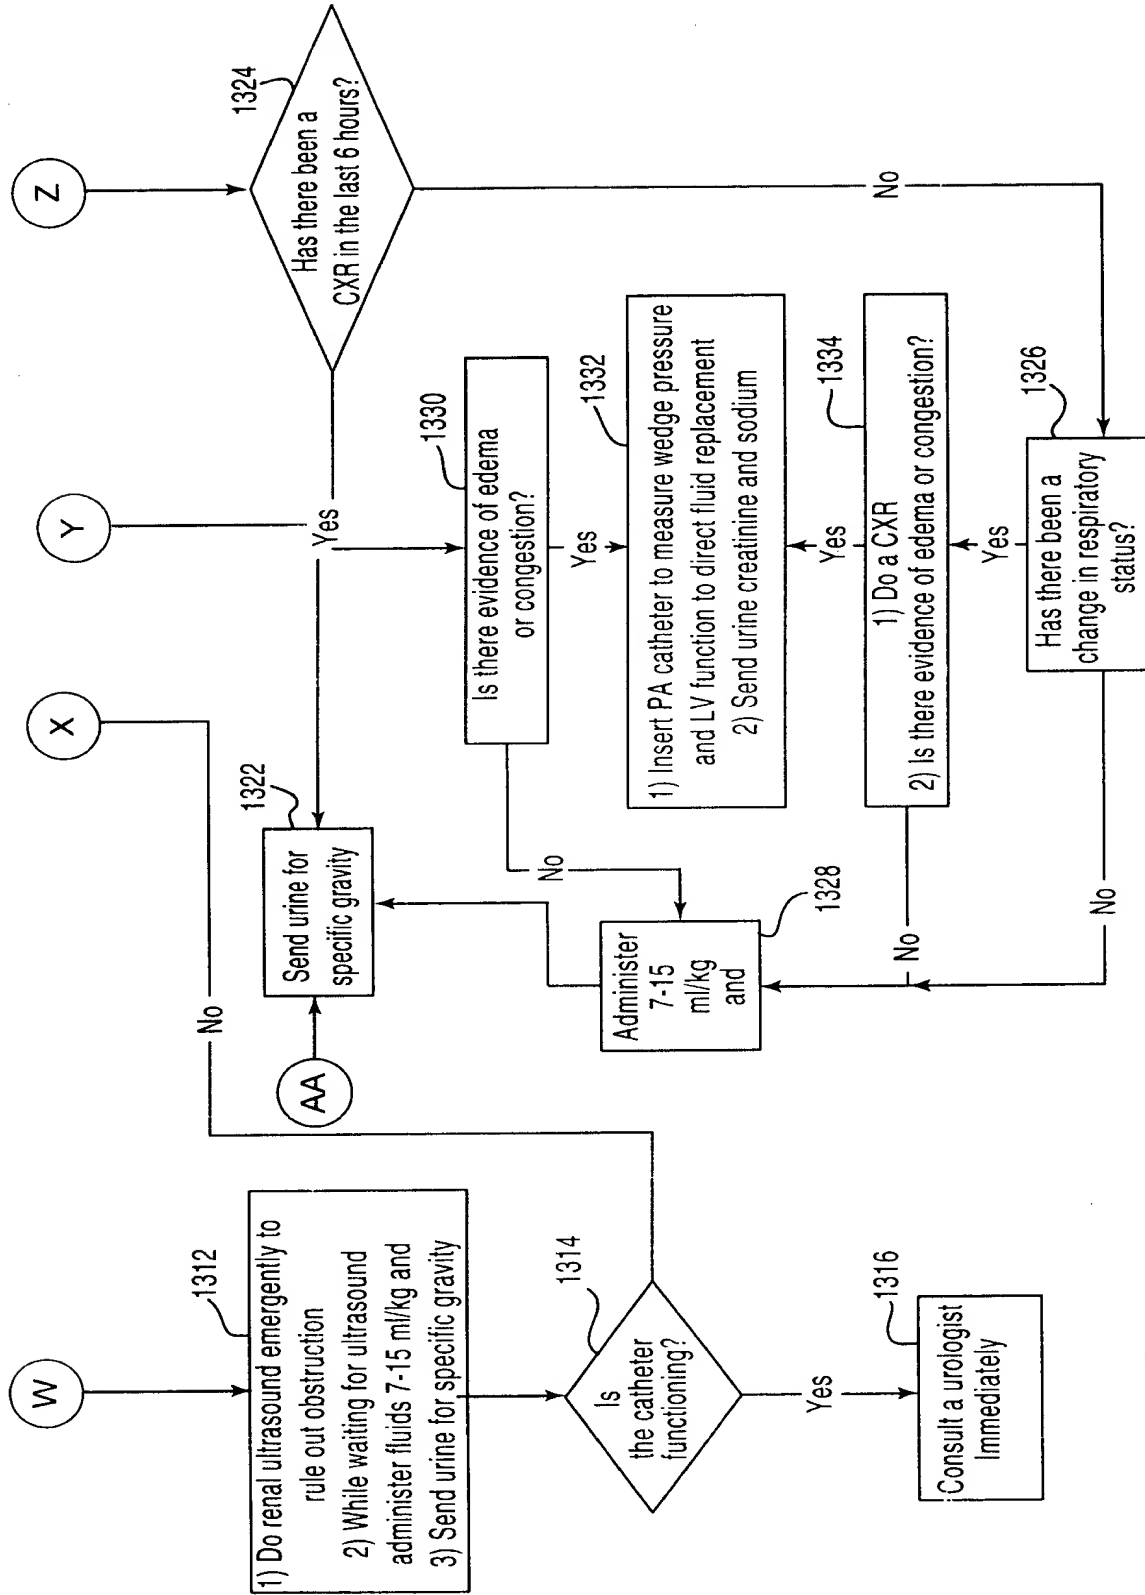 W
1312
1) Do renal ultrasound emergently to
rule out obstruction
2) While waiting for ultrasound
administer fluids 7-15 ml/kg and
3) Send urine for specific gravity
1314
Is
the catheter
functioning?
Yes
1316
Consult a urologist
Immediately
No
X
AA
1322
Send urine for
specific gravity
Y
Yes
Z
1324
Has there been a
CXR in the last 6 hours?
No
1330
Is there evidence of edema
or congestion?
Yes
No
1332
1) Insert PA catheter to measure wedge pressure
and LV function to direct fluid replacement
2) Send urine creatinine and sodium
Administer
7-15
ml/kg
and
1328
Yes
1334
1) Do a CXR
2) Is there evidence of edema or congestion?
No
Yes
1326
Has there been a
change in respiratory
status?
No